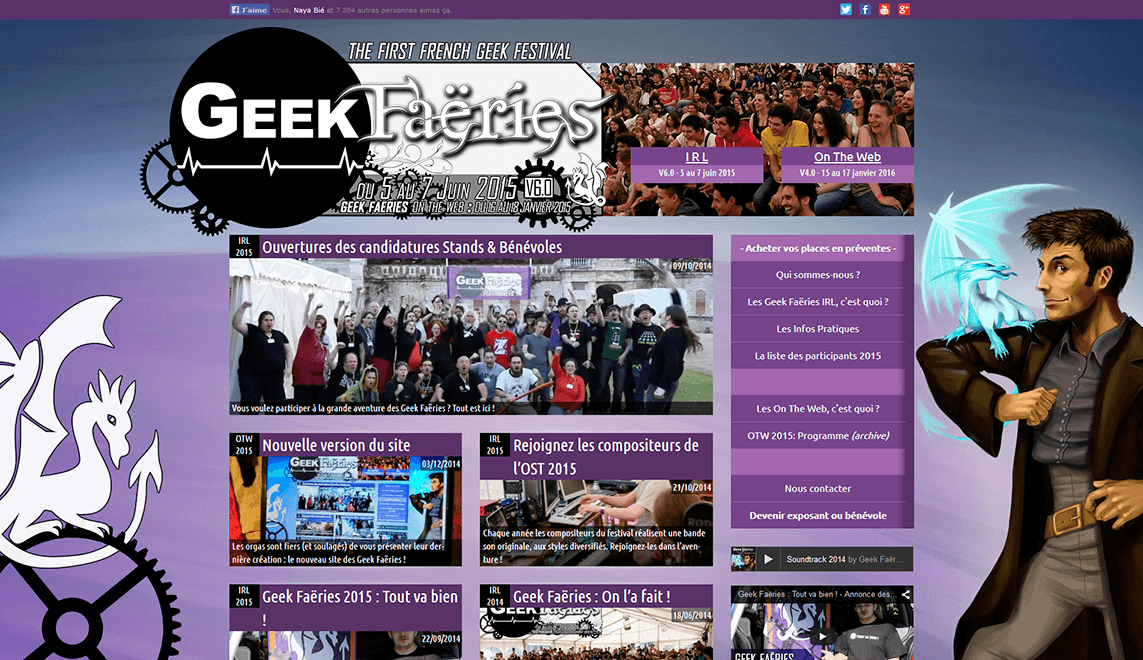 J'aime Vous, Naya Bié et 7 384 autres personnes aimez ça.
THE FIRST FRENCH GEEK FESTIVAL
GEEK Faëries
IRL
V6.0 - 5 au 7 juin 2015
On The Web
V4.0 - 15 au 17 janvier 2016
DU 5 AU 7 JUIN 2015 V6.0
GEEK FAERIES ON THE WEB : DU 16 AU 18 JANVIER 2015
IRL
2015
Ouvertures des candidatures Stands & Bénévoles
09/10/2014
Vous voulez participer à la grande aventure des Geek Faëries ? Tout est ici !
OTW
2015
Nouvelle version du site
03/12/2014
Les orgas sont fiers (et soulagés) de vous présenter leur der-
nière création : le nouveau site des Geek Faëries !
IRL
2015
Rejoignez les compositeurs de
l'OST 2015
21/10/2014
Chaque année les compositeurs du festival réalisent une bande
son originale, aux styles diversifiés. Rejoignez-les dans l'aven-
ture !
IRL
2015
Geek Faëries 2015 : Tout va bien
!
22/09/2014
IRL
2014
Geek Faëries : On l'a fait !
18/06/2014
- Acheter vos places en préventes -
Qui sommes-nous ?
Les Geek Faëries IRL, c'est quoi ?
Les Infos Pratiques
La liste des participants 2015
Les On The Web, c'est quoi ?
OTW 2015: Programme (archive)
Nous contacter
Devenir exposant ou bénévole
Soundtrack 2014 by Geek Faër...
Geek Faëries : Tout va bien ! - Annonce des...
GEEK FAËRIES